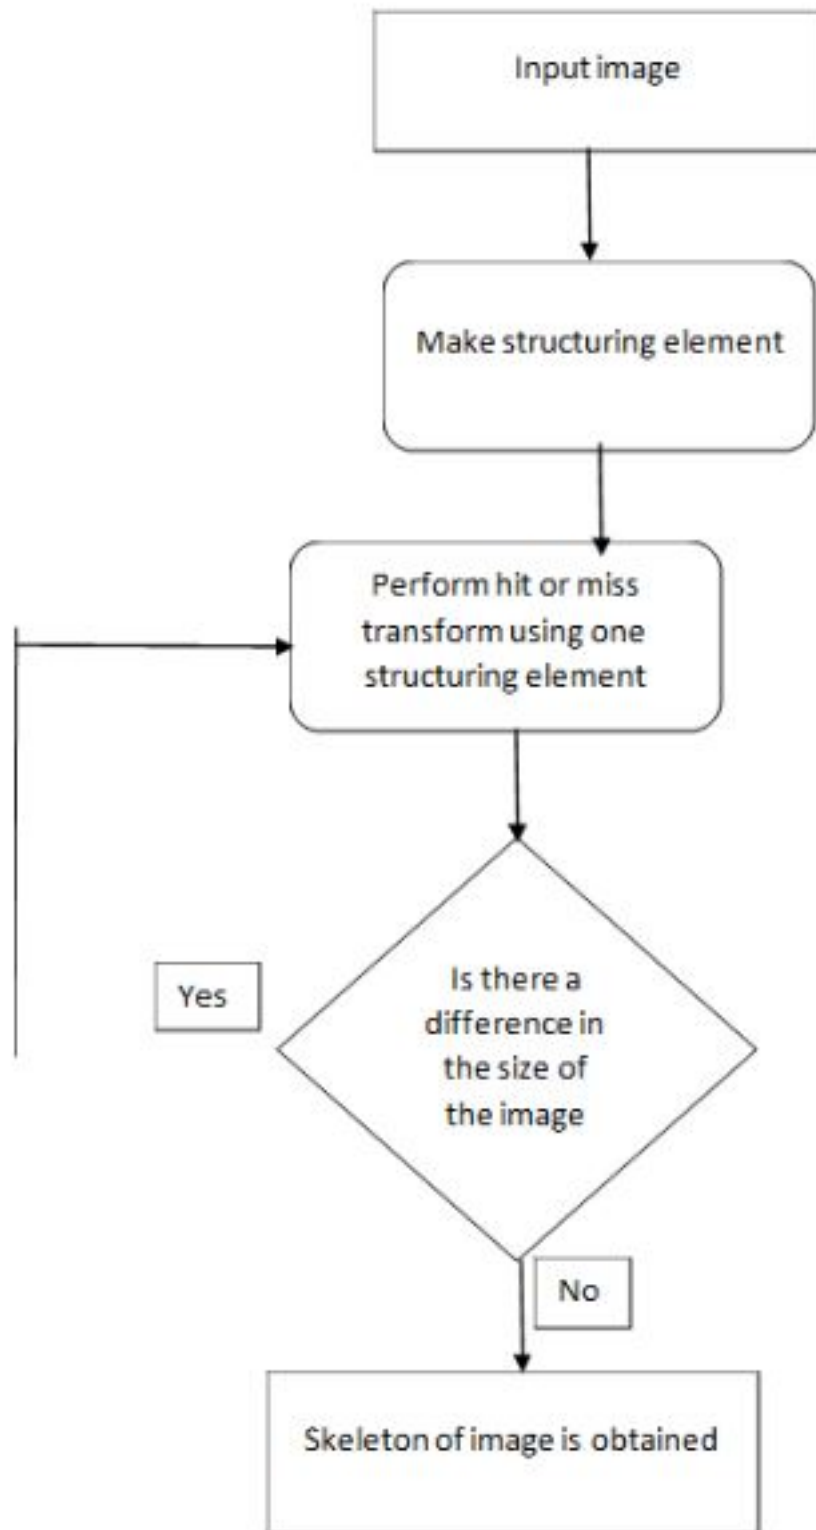 Input image
Make structuring element
Perform hit or miss
transform using one
structuring element
Yes
Is there a
difference in
the size of
the image
No
Skeleton of image is obtained